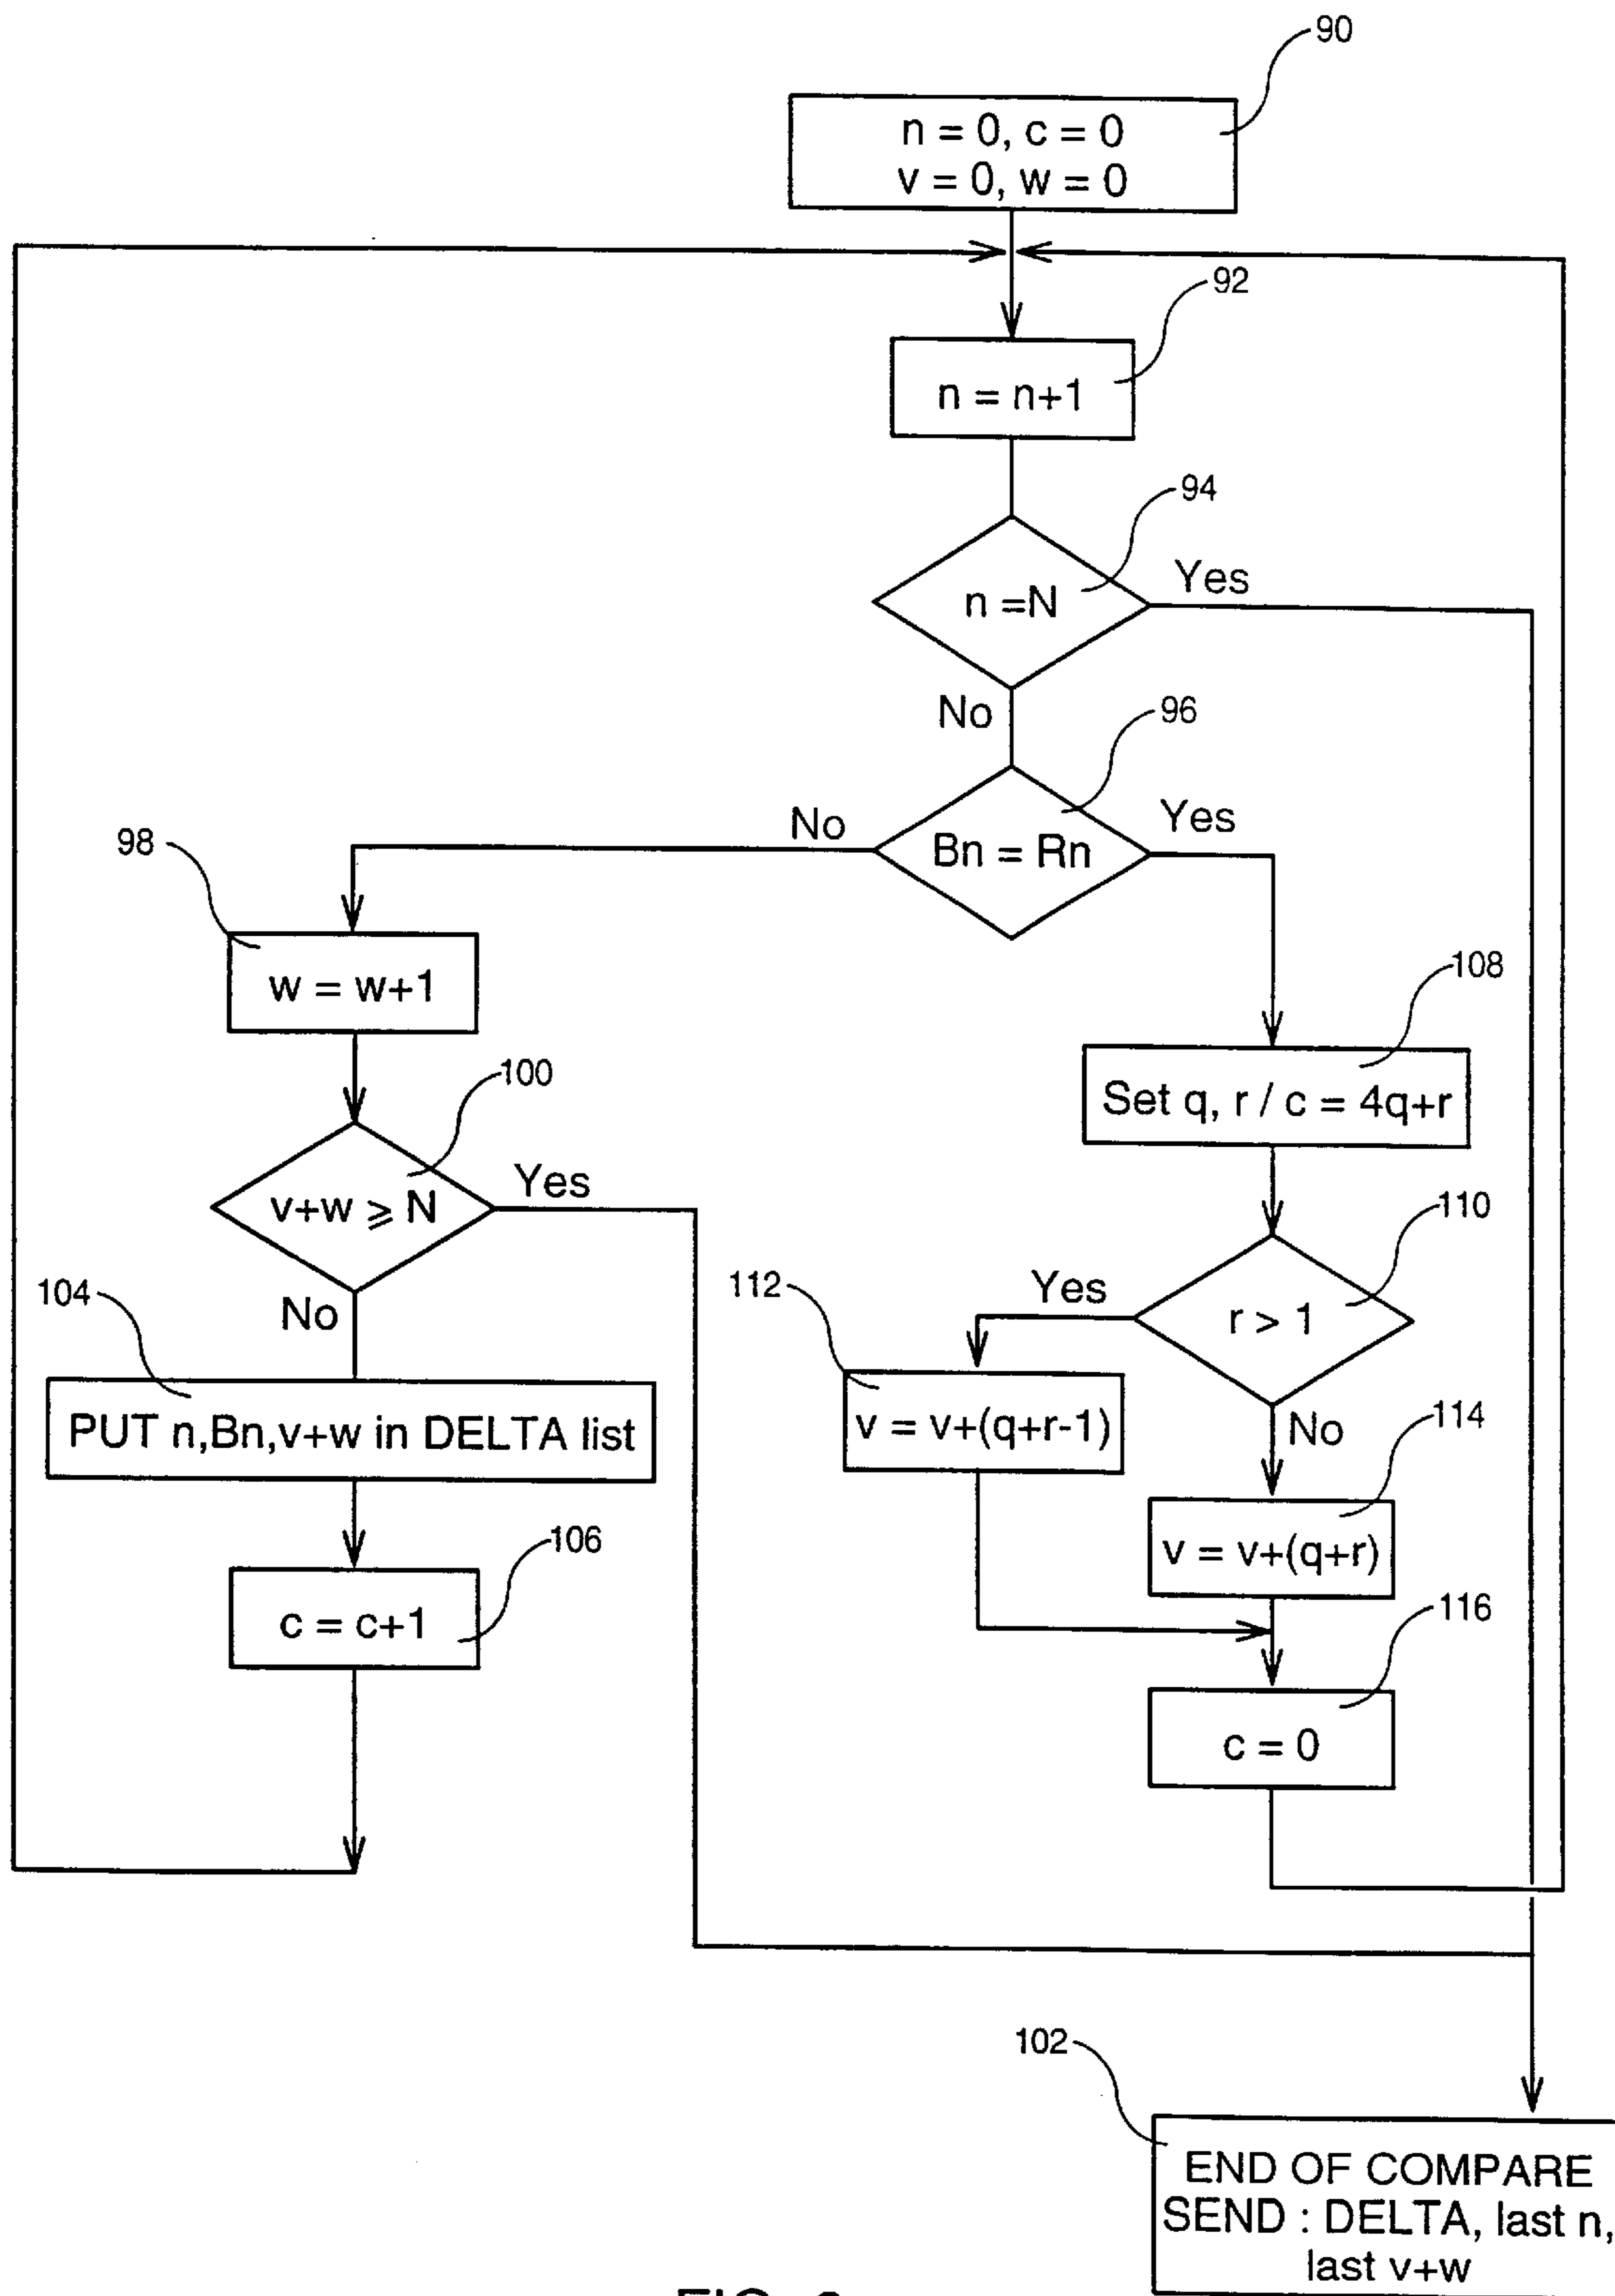 90
n = 0, c = 0
v = 0, w = 0
92
n = n+1
94
n =N
Yes
No
96
Bn = Rn
No
Yes
98
w = w+1
108
Set q, r / c = 4q+r
100
v+w ⩾ N
Yes
No
110
r > 1
Yes
No
112
v = v+(q+r-1)
104
PUT n,Bn,v+w in DELTA list
114
v = v+(q+r)
106
c = c+1
116
c = 0
102
END OF COMPARE
SEND : DELTA, last n,
last v+w